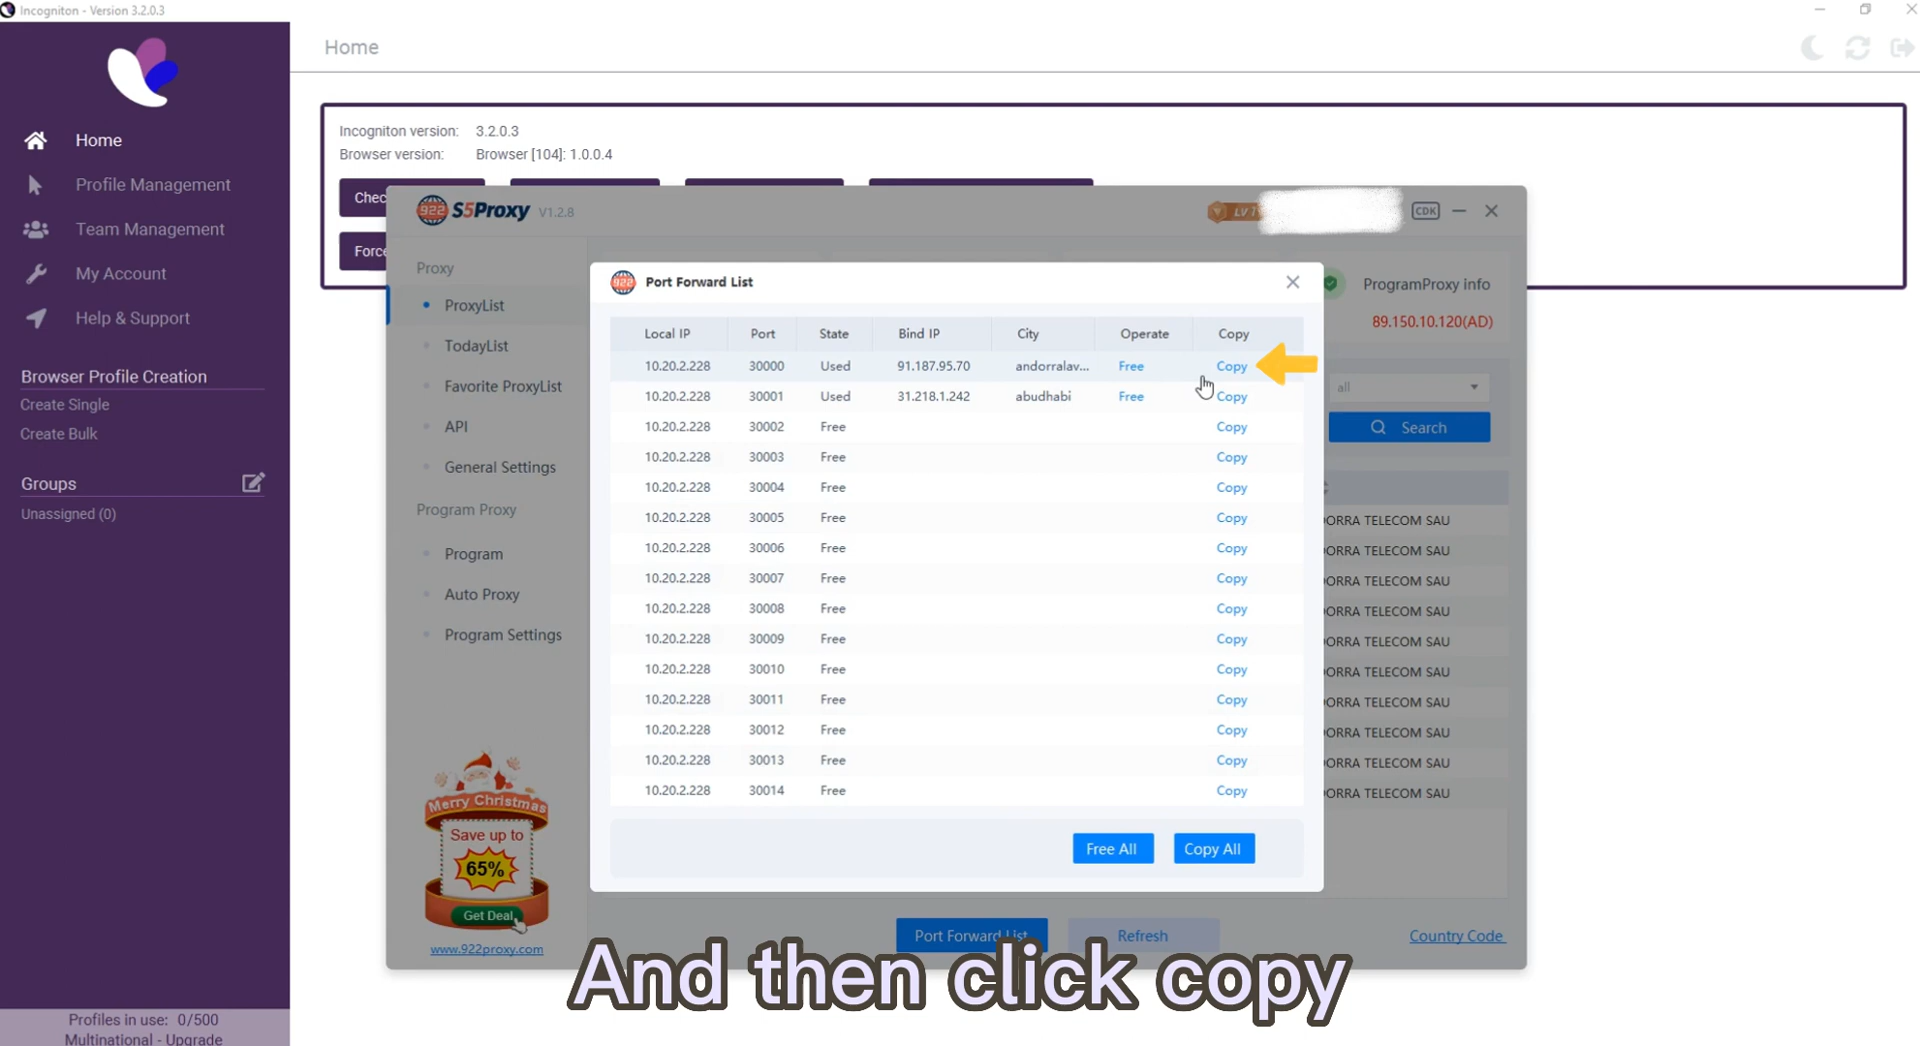 Incogniton - Version 3.2.0.3
Home
Home
Profile Management
Team Management
My Account
Help & Support
Browser Profile Creation
Create Single
Create Bulk
Groups
Unassigned (0)
Profiles in use: 0/500
Multinational - Upgrade
Incogniton version: 3.2.0.3
Browser version: Browser [104]: 1.0.0.4
Chec
Force
922 S5Proxy V1.2.8
LV 1
CDK
Proxy
ProxyList
TodayList
Favorite ProxyList
API
General Settings
Program Proxy
Program
Auto Proxy
Program Settings
Merry Christmas
Save up to
65%
Get Deal
www.922proxy.com
ProgramProxy info
89.150.10.120(AD)
all
Search
922 Port Forward List
Local IP Port State Bind IP City Operate Copy
10.20.2.228 30000 Used 91.187.95.70 andorralav... Free Copy
10.20.2.228 30001 Used 31.218.1.242 abudhabi Free Copy
10.20.2.228 30002 Free Copy
10.20.2.228 30003 Free Copy
10.20.2.228 30004 Free Copy
10.20.2.228 30005 Free Copy
10.20.2.228 30006 Free Copy
10.20.2.228 30007 Free Copy
10.20.2.228 30008 Free Copy
10.20.2.228 30009 Free Copy
10.20.2.228 30010 Free Copy
10.20.2.228 30011 Free Copy
10.20.2.228 30012 Free Copy
10.20.2.228 30013 Free Copy
10.20.2.228 30014 Free Copy
Free All Copy All
ORRA TELECOM SAU
ORRA TELECOM SAU
ORRA TELECOM SAU
ORRA TELECOM SAU
ORRA TELECOM SAU
ORRA TELECOM SAU
ORRA TELECOM SAU
ORRA TELECOM SAU
ORRA TELECOM SAU
ORRA TELECOM SAU
Port Forward List Refresh Country Code
And then click copy